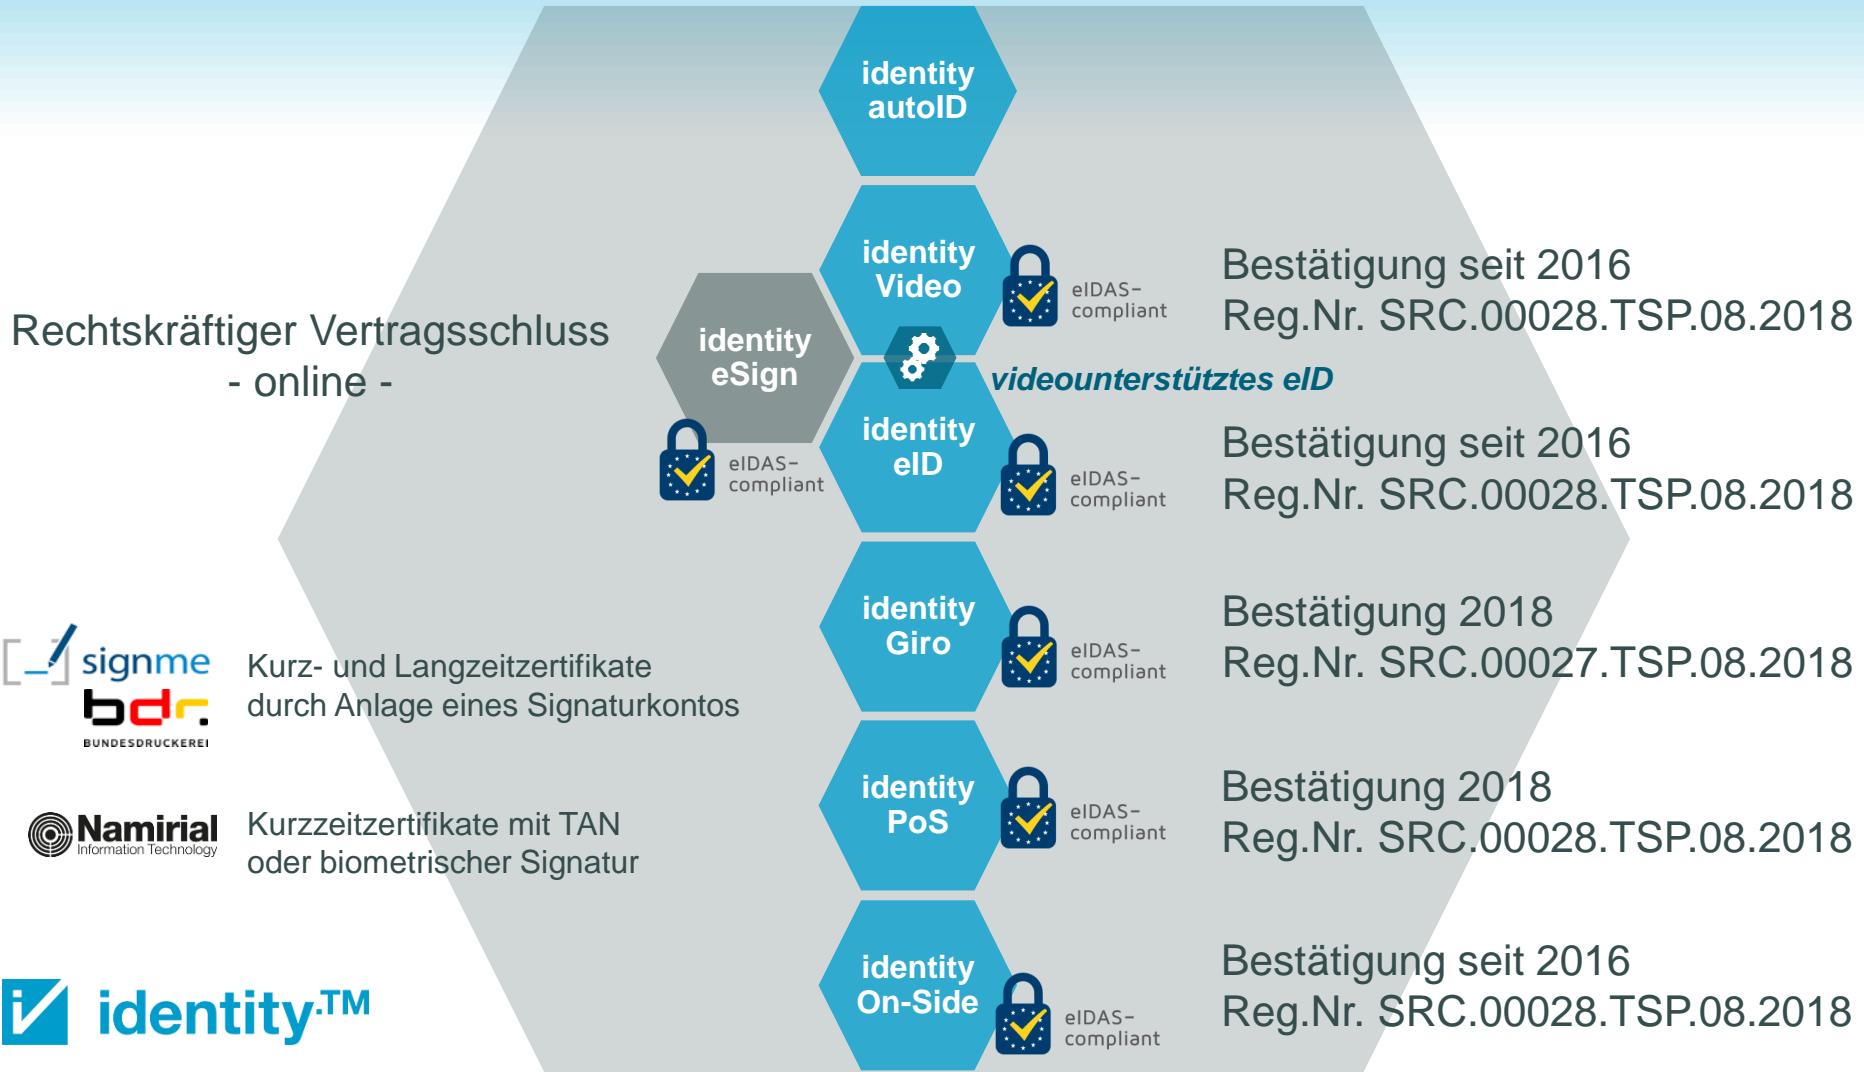 identity
autoID
identity
Video
eIDAS-
compliant
Bestätigung seit 2016
Reg.Nr. SRC.00028.TSP.08.2018
Rechtskräftiger Vertragsschluss
- online -
identity
eSign
eIDAS-
compliant
videounterstütztes eID
identity
eID
eIDAS-
compliant
Bestätigung seit 2016
Reg.Nr. SRC.00028.TSP.08.2018
identity
Giro
eIDAS-
compliant
Bestätigung 2018
Reg.Nr. SRC.00027.TSP.08.2018
signme
bdr.
BUNDESDRUCKEREI
Kurz- und Langzeitzertifikate
durch Anlage eines Signaturkontos
identity
PoS
eIDAS-
compliant
Bestätigung 2018
Reg.Nr. SRC.00028.TSP.08.2018
Namirial
Information Technology
Kurzzeitzertifikate mit TAN
oder biometrischer Signatur
identity
On-Side
eIDAS-
compliant
Bestätigung seit 2016
Reg.Nr. SRC.00028.TSP.08.2018
identity.TM